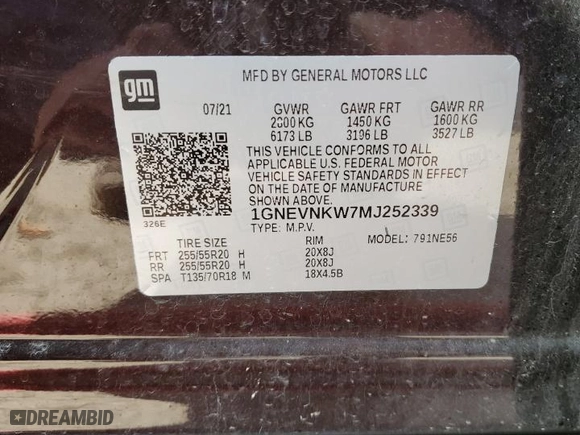 gm
MFD BY GENERAL MOTORS LLC
07/21 GVWR GAWR FRT GAWR RR
2800 KG 1450 KG 1600 KG
6173 LB 3196 LB 3527 LB
THIS VEHICLE CONFORMS TO ALL
APPLICABLE U.S. FEDERAL MOTOR
VEHICLE SAFETY STANDARDS IN EFFECT
ON THE DATE OF MANUFACTURE
SHOWN ABOVE.
326E 1GNEVNKW7MJ252339
TYPE: M.P.V.
TIRE SIZE RIM MODEL: 791NE56
FRT 255/55R20 H 20X8J
RR 255/55R20 H 20X8J
SPA T135/70R18 M 18X4.5B
DREAMBID